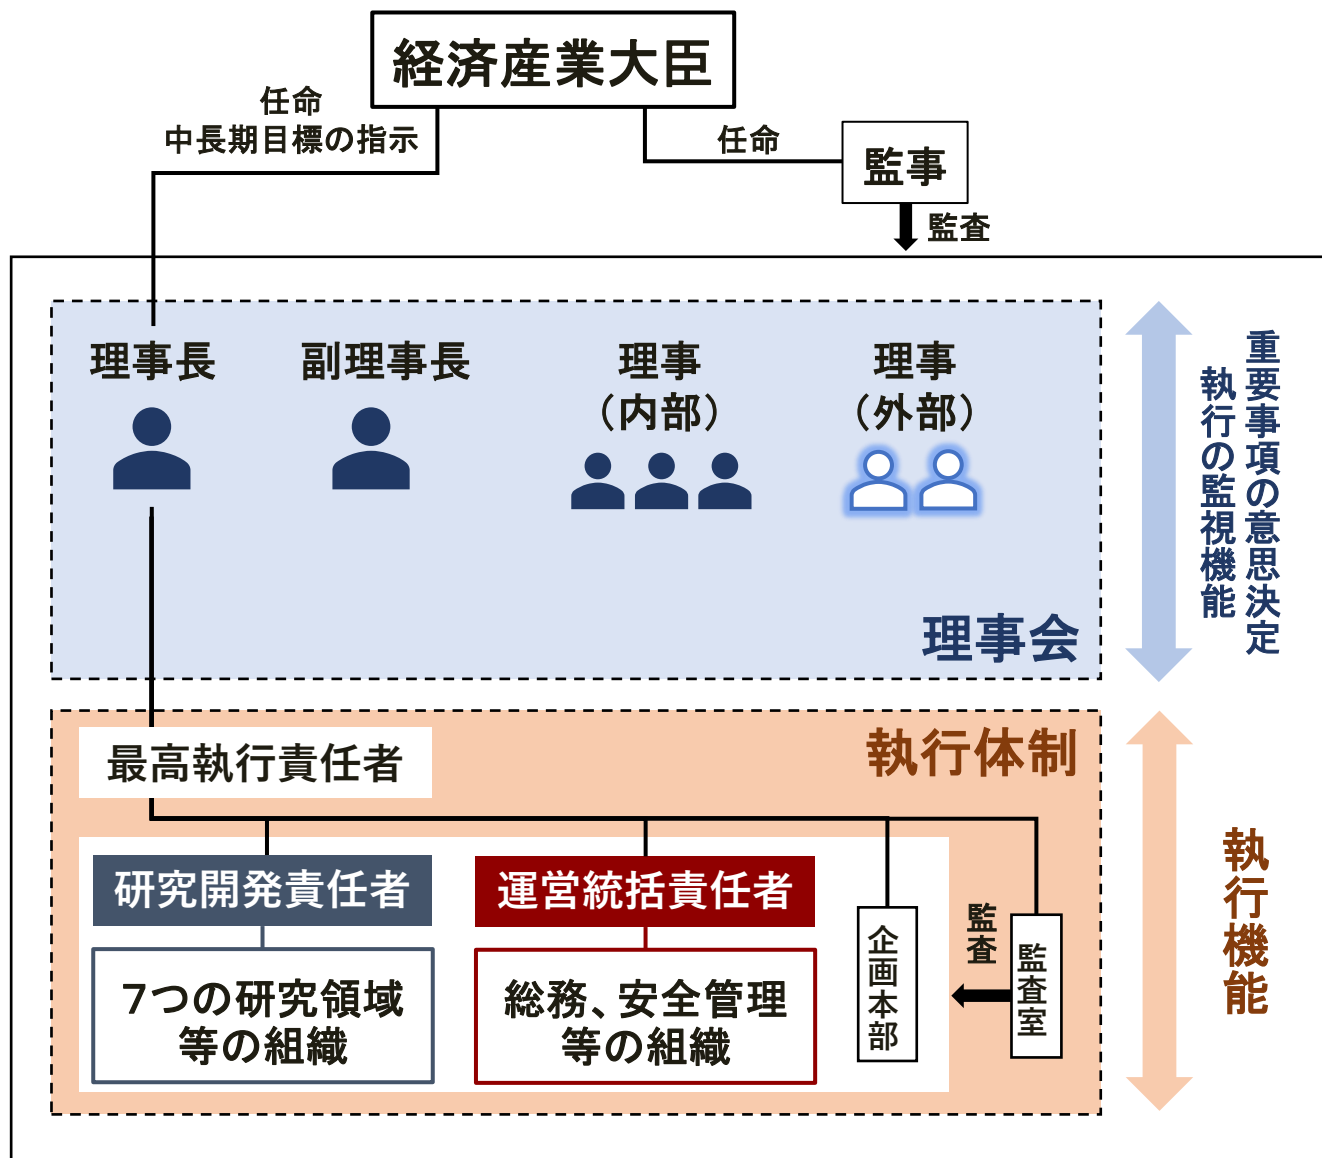 経済産業大臣
任命
中長期目標の指示
任命
監事
監査
理事長
副理事長
理事
（内部）
理事
（外部）
理事会
重要事項の意思決定
執行の監視機能
最高執行責任者
執行体制
研究開発責任者
運営統括責任者
7つの研究領域
等の組織
総務、安全管理
等の組織
企画本部
監査
監査室
執行機能